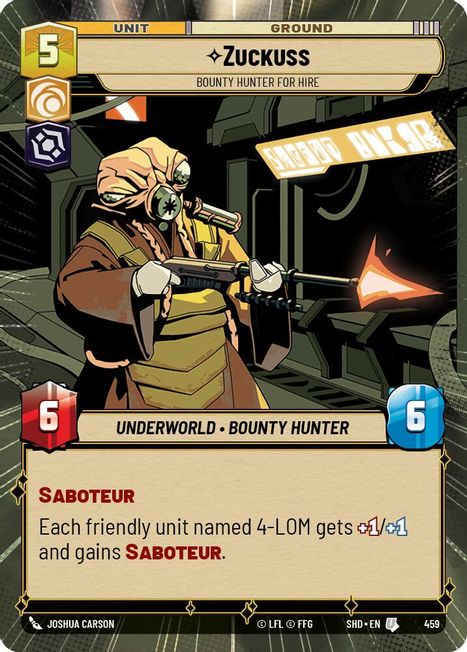 5
UNIT
GROUND
ZUCKUSS
BOUNTY HUNTER FOR HIRE
6
UNDERWORLD • BOUNTY HUNTER
6
SABOTEUR
Each friendly unit named 4-LOM gets +1/+1
and gains SABOTEUR.
JOSHUA CARSON
© LFL © FFG
SHD • EN
459